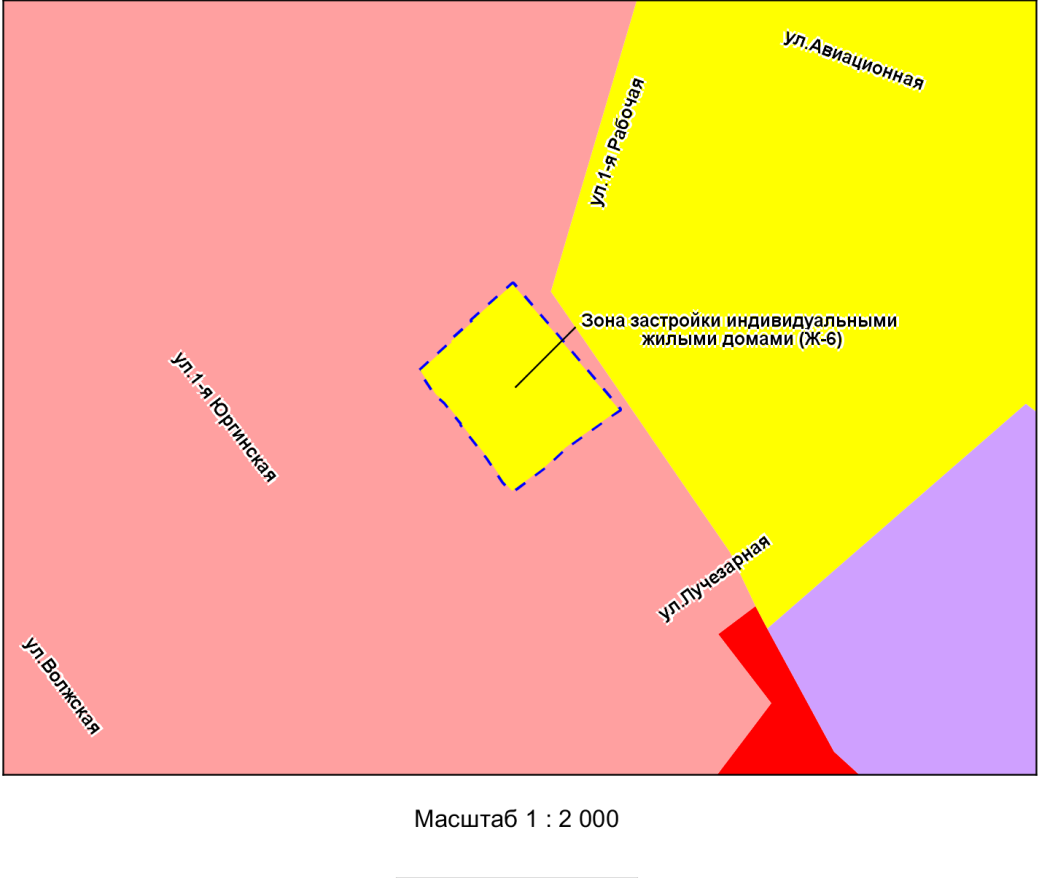 ул.Авиационная
ул.1-я Рабочая
Зона застройки индивидуальными
жилыми домами (Ж-6)
ул.1-я Юргинская
ул.Лучезарная
ул.Волжская
Масштаб 1 : 2 000